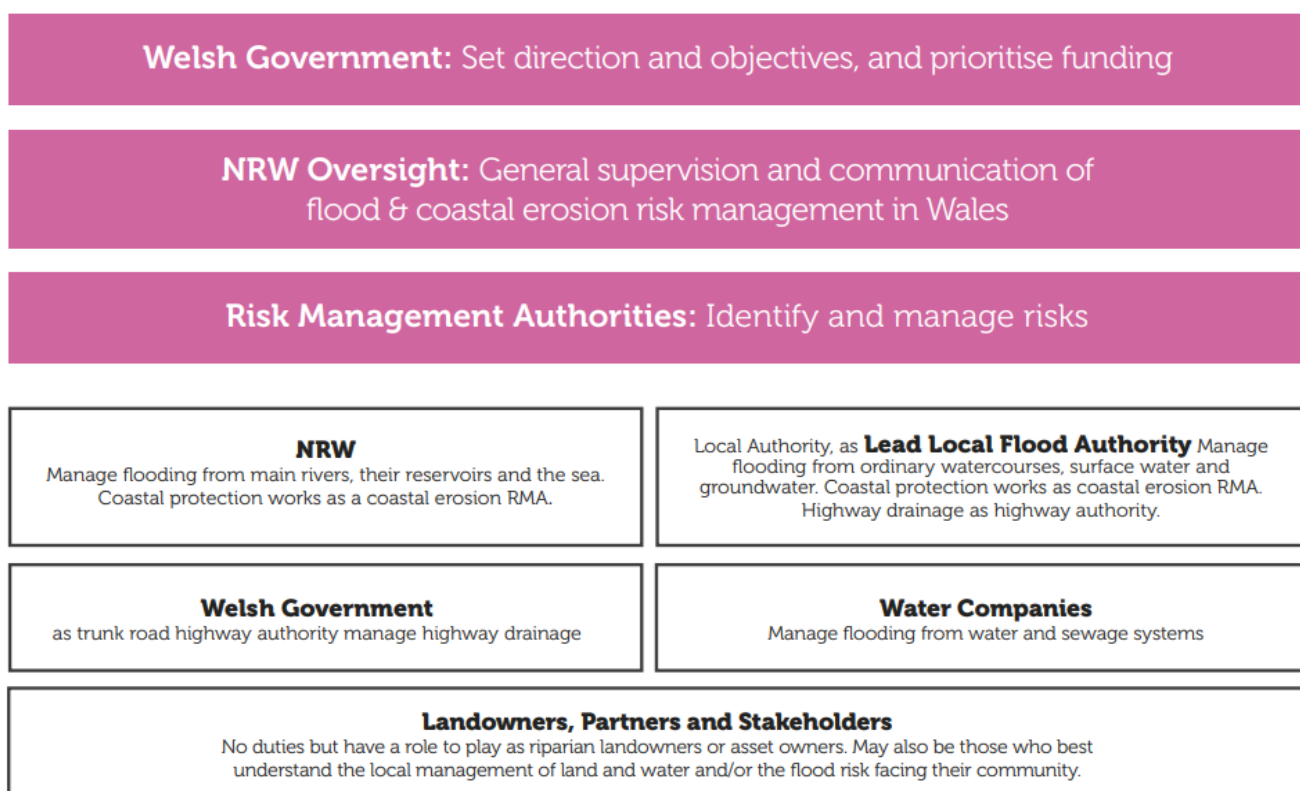 Welsh Government: Set direction and objectives, and prioritise funding
NRW Oversight: General supervision and communication of
flood & coastal erosion risk management in Wales
Risk Management Authorities: Identify and manage risks
NRW
Manage flooding from main rivers, their reservoirs and the sea.
Coastal protection works as a coastal erosion RMA.
Local Authority, as Lead Local Flood Authority Manage
flooding from ordinary watercourses, surface water and
groundwater. Coastal protection works as coastal erosion RMA.
Highway drainage as highway authority.
Welsh Government
as trunk road highway authority manage highway drainage
Water Companies
Manage flooding from water and sewage systems
Landowners, Partners and Stakeholders
No duties but have a role to play as riparian landowners or asset owners. May also be those who best
understand the local management of land and water and/or the flood risk facing their community.